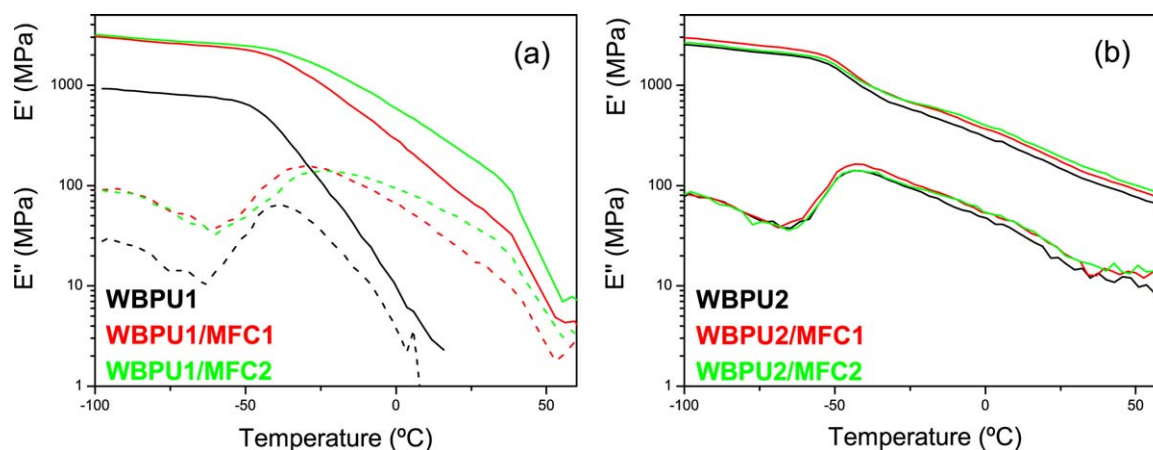 (a)
E' (MPa)
1000
100
E'' (MPa)
10
1
WBPU1
WBPU1/MFC1
WBPU1/MFC2
-100
-50
0
50
Temperature (ºC)
(b)
E' (MPa)
1000
100
E'' (MPa)
10
1
WBPU2
WBPU2/MFC1
WBPU2/MFC2
-100
-50
0
50
Temperature (ºC)